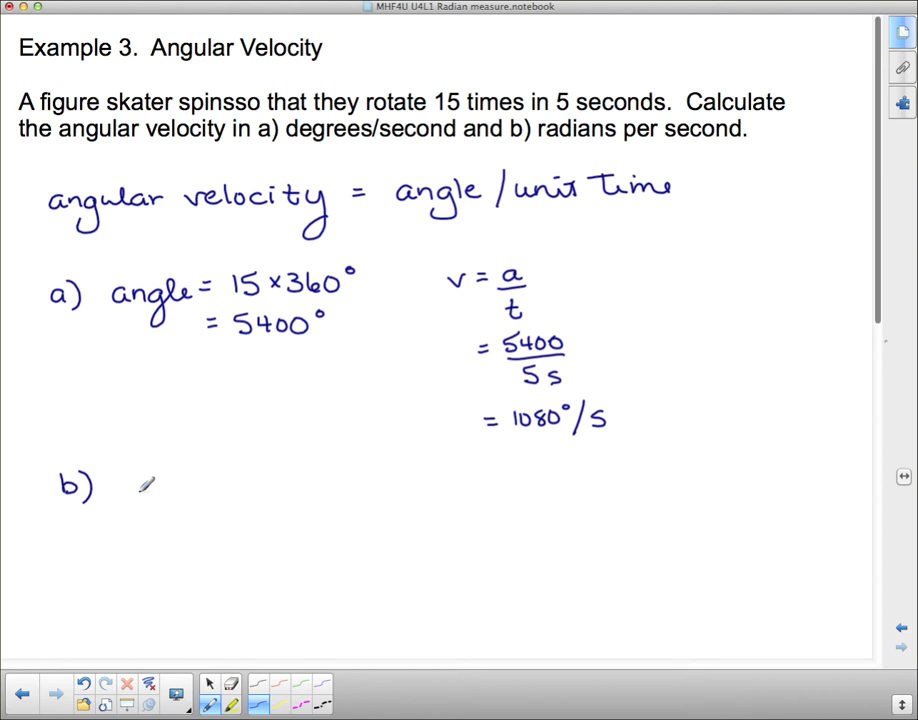 MHF4U U4L1 Radian measure.notebook
Example 3. Angular Velocity
A figure skater spinsso that they rotate 15 times in 5 seconds. Calculate
the angular velocity in a) degrees/second and b) radians per second.
angular velocity = angle / unit time
a) angle = 15 × 360°
= 5400°
v = a
t
= 5400
5 s
= 1080° / s
b)